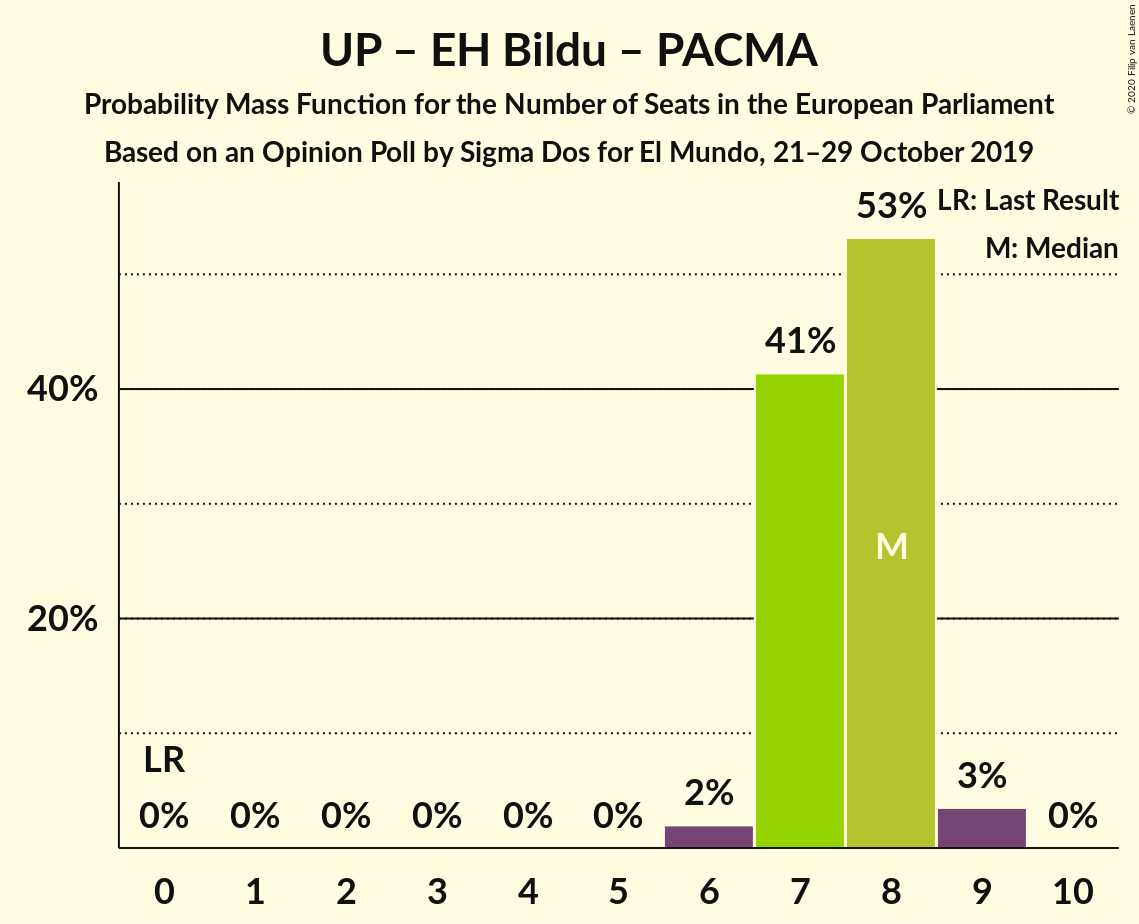 UP – EH Bildu – PACMA
Probability Mass Function for the Number of Seats in the European Parliament
Based on an Opinion Poll by Sigma Dos for El Mundo, 21–29 October 2019
© 2020 Filip van Laenen
LR: Last Result
M: Median
53%
41%
40%
M
20%
LR
0% 0% 0% 0% 0% 0% 2% 3% 0%
0 1 2 3 4 5 6 7 8 9 10